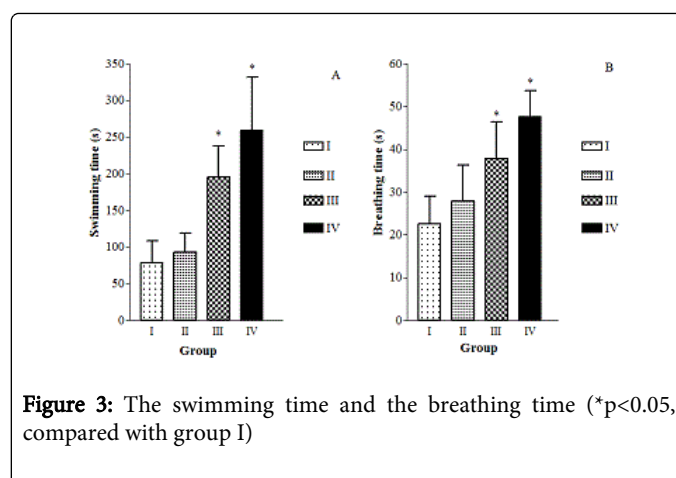 350
300
250
200
150
100
50
0
Swimming time (s)
A
*
*
I
II
III
IV
I II III IV
Group
60
50
40
30
20
10
0
Breathing time (s)
B
*
*
I
II
III
IV
I II III IV
Group
Figure 3: The swimming time and the breathing time (*p<0.05,
compared with group I)